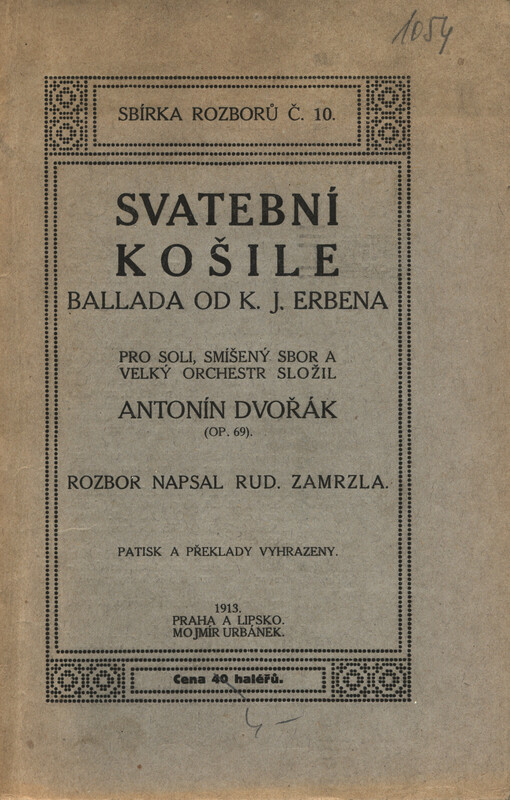 1054
SBÍRKA ROZBORŮ Č. 10.
SVATEBNÍ
KOŠILE
BALLADA OD K. J. ERBENA
PRO SOLI, SMÍŠENÝ SBOR A
VELKÝ ORCHESTR SLOŽIL
ANTONÍN DVOŘÁK
(OP. 69).
ROZBOR NAPSAL RUD. ZAMRZLA.
PATISK A PŘEKLADY VYHRAZENY.
1913.
PRAHA A LIPSKO.
MOJMÍR URBÁNEK.
Cena 40 haléřů.
4 –